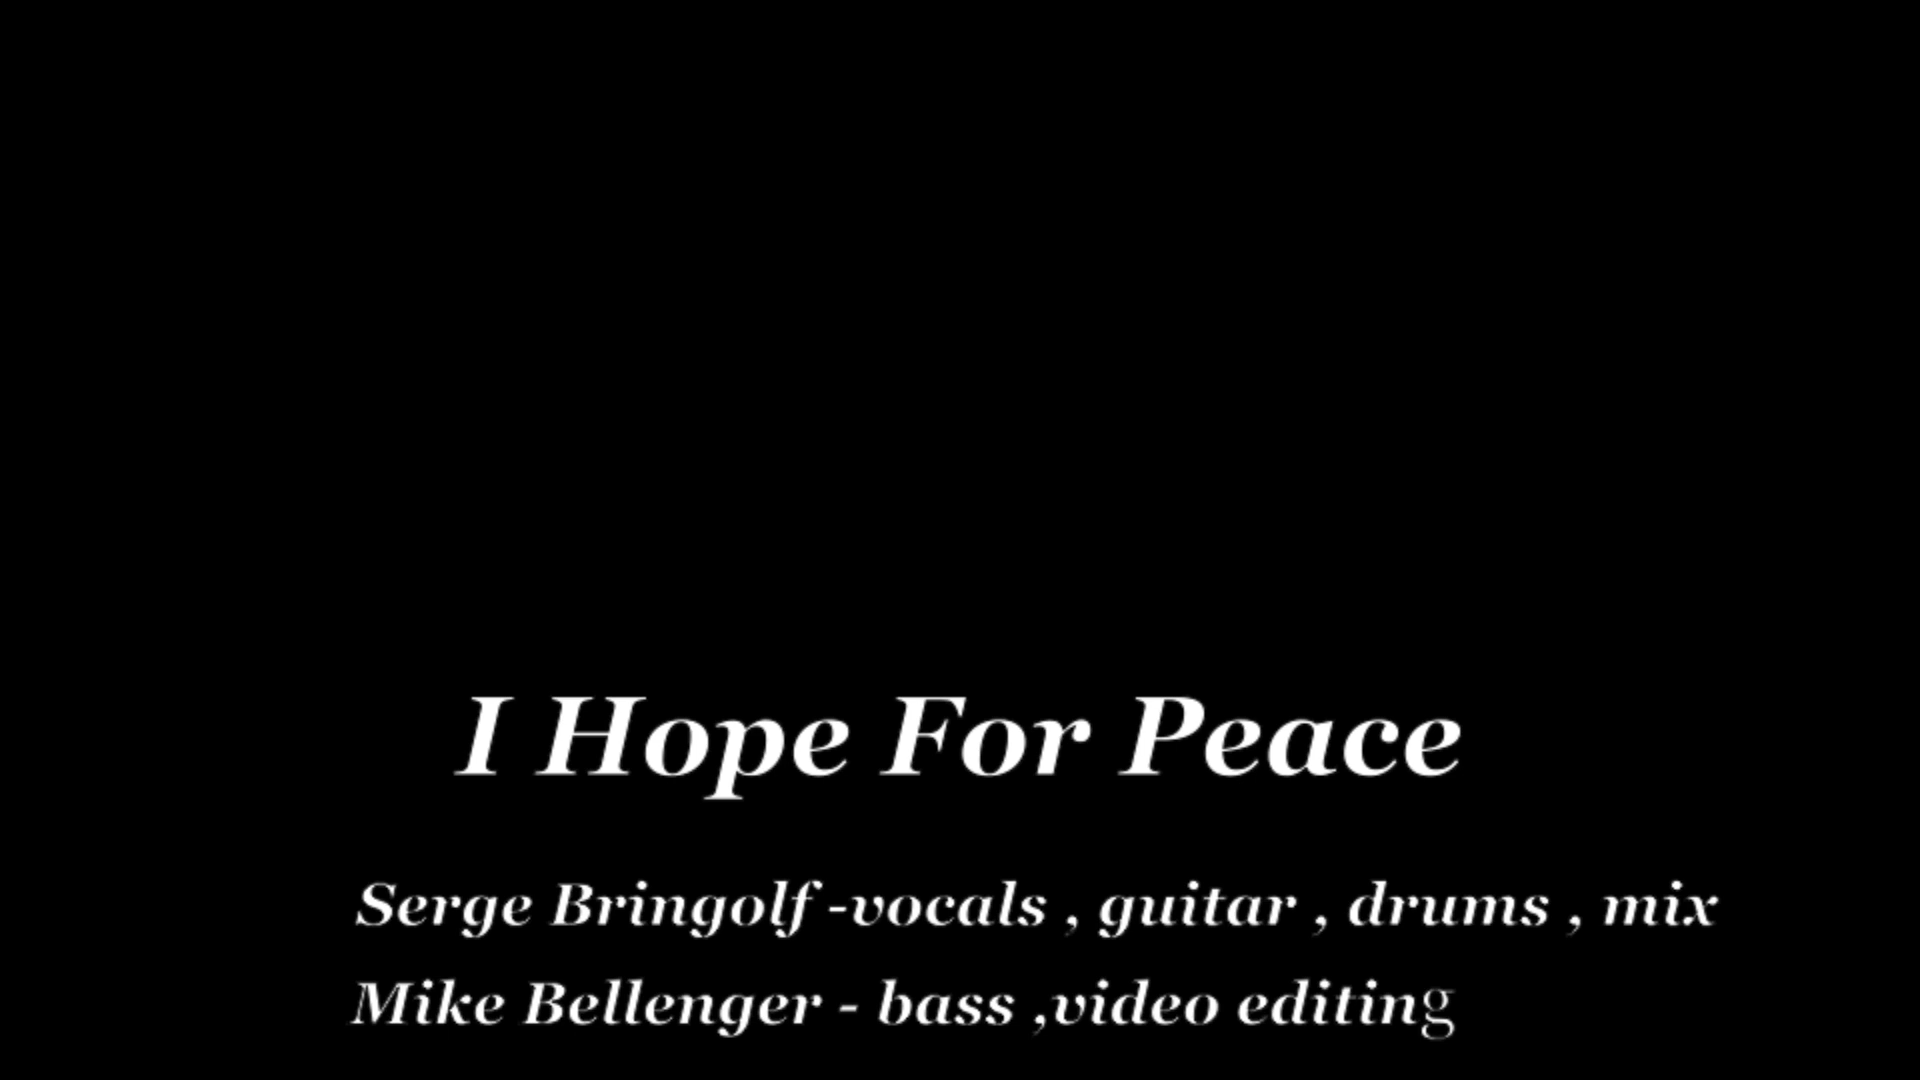 I Hope For Peace
Serge Bringolf -vocals , guitar , drums , mix
Mike Bellenger - bass ,video editing